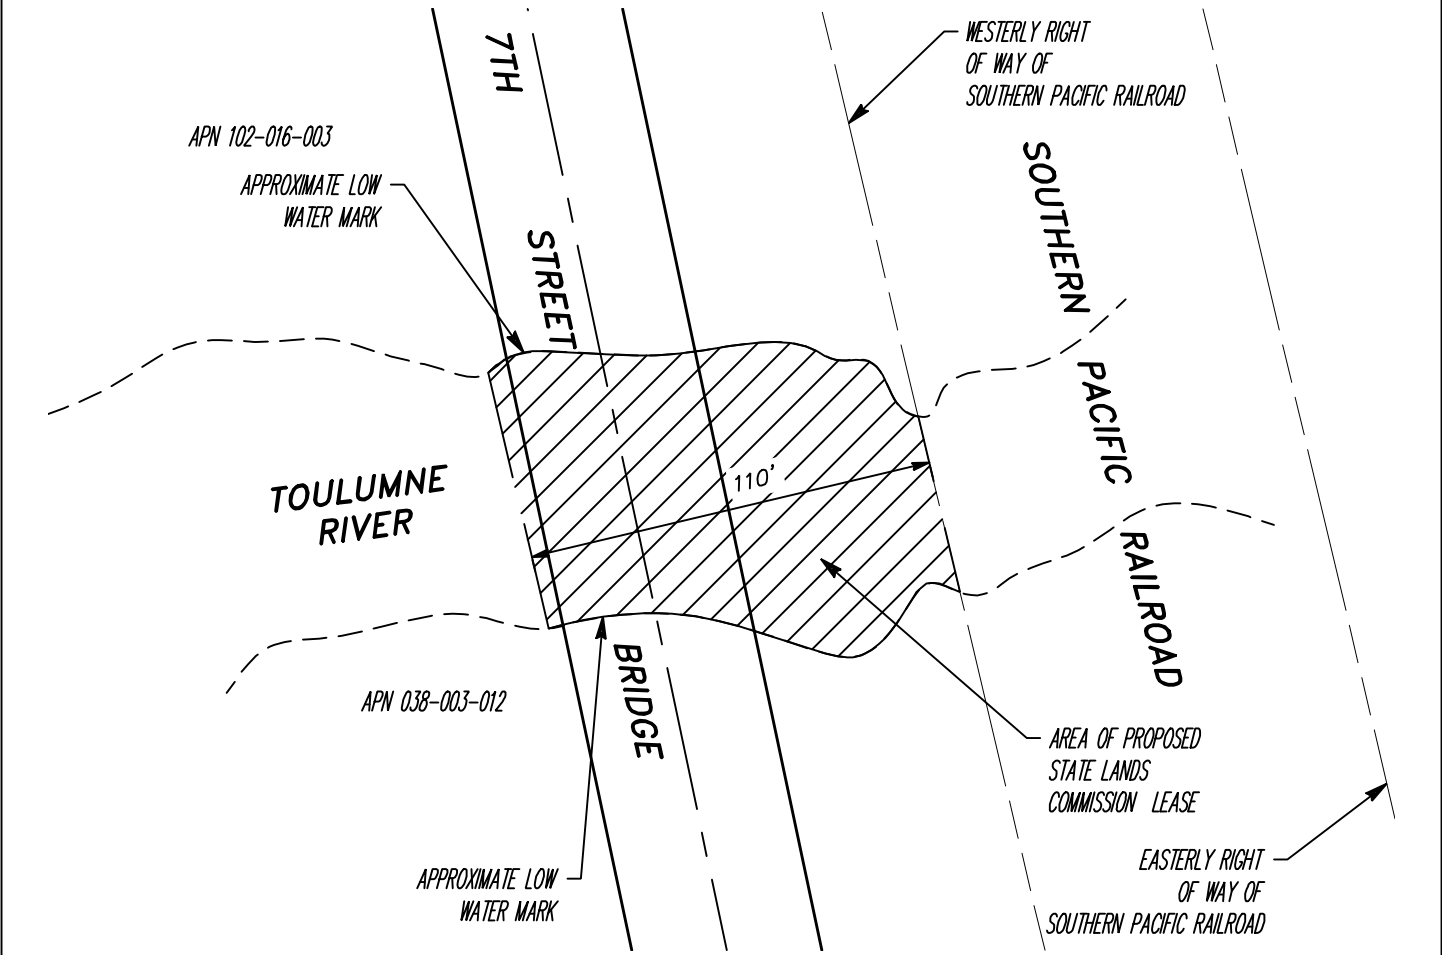 WESTERLY RIGHT
OF WAY OF
SOUTHERN PACIFIC RAILROAD
7TH
STREET
BRIDGE
APN 102-016-003
APPROXIMATE LOW
WATER MARK
SOUTHERN
PACIFIC
RAILROAD
TOULUMNE
RIVER
110'
APN 038-003-012
AREA OF PROPOSED
STATE LANDS
COMMISSION LEASE
APPROXIMATE LOW
WATER MARK
EASTERLY RIGHT
OF WAY OF
SOUTHERN PACIFIC RAILROAD